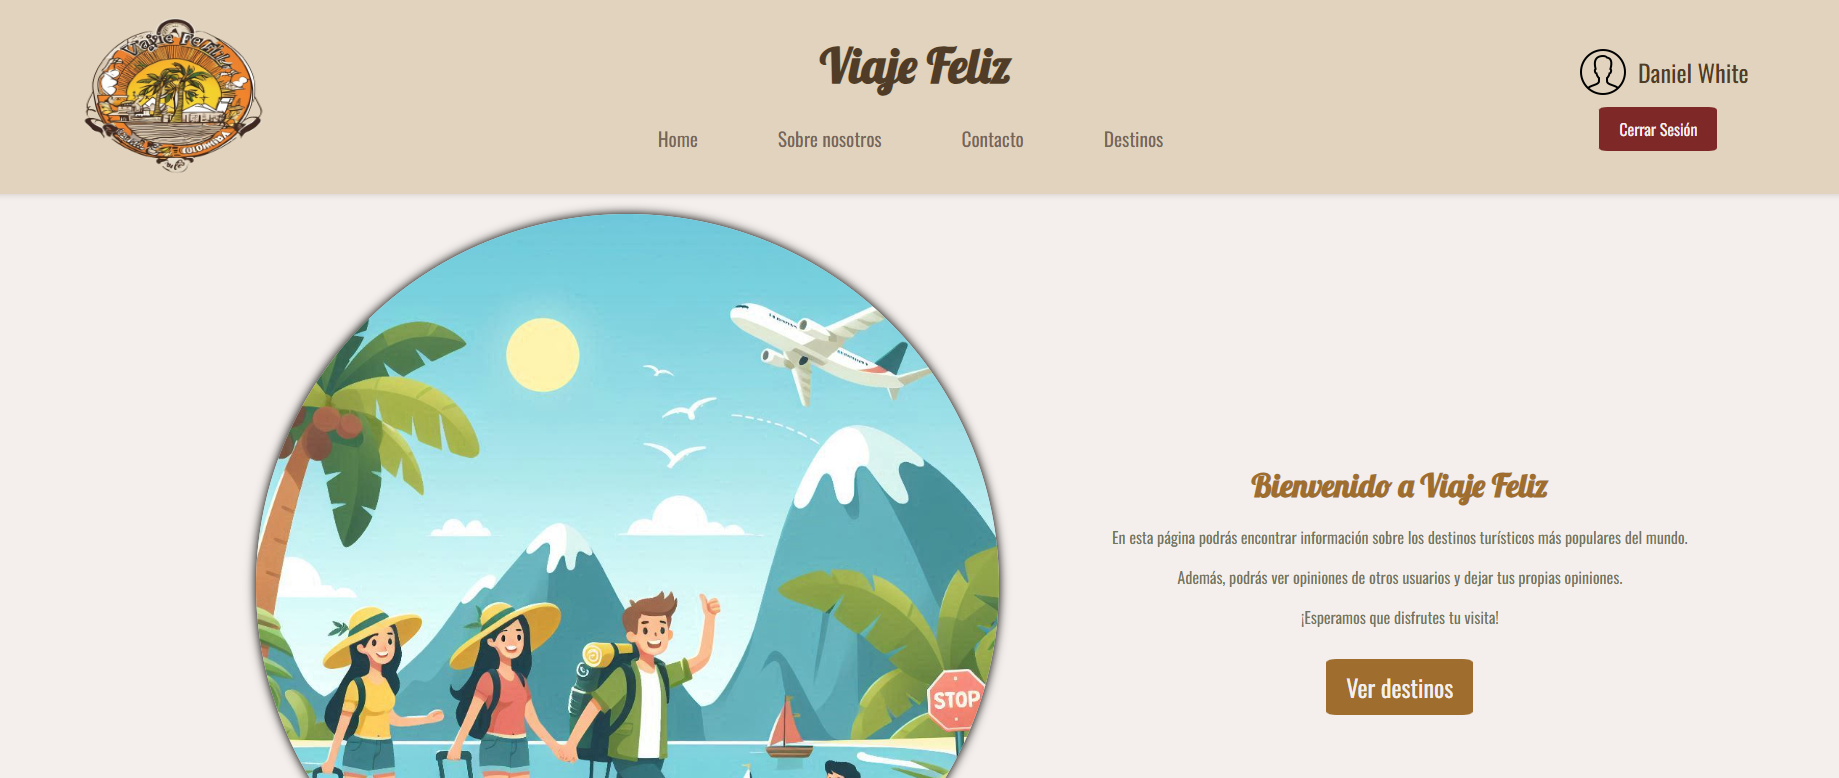 Viaje Feliz
COLOMBIA
Viaje Feliz
Home
Sobre nosotros
Contacto
Destinos
Daniel White
Cerrar Sesión
STOP
Bienvenido a Viaje Feliz
En esta página podrás encontrar información sobre los destinos turísticos más populares del mundo.
Además, podrás ver opiniones de otros usuarios y dejar tus propias opiniones.
¡Esperamos que disfrutes tu visita!
Ver destinos